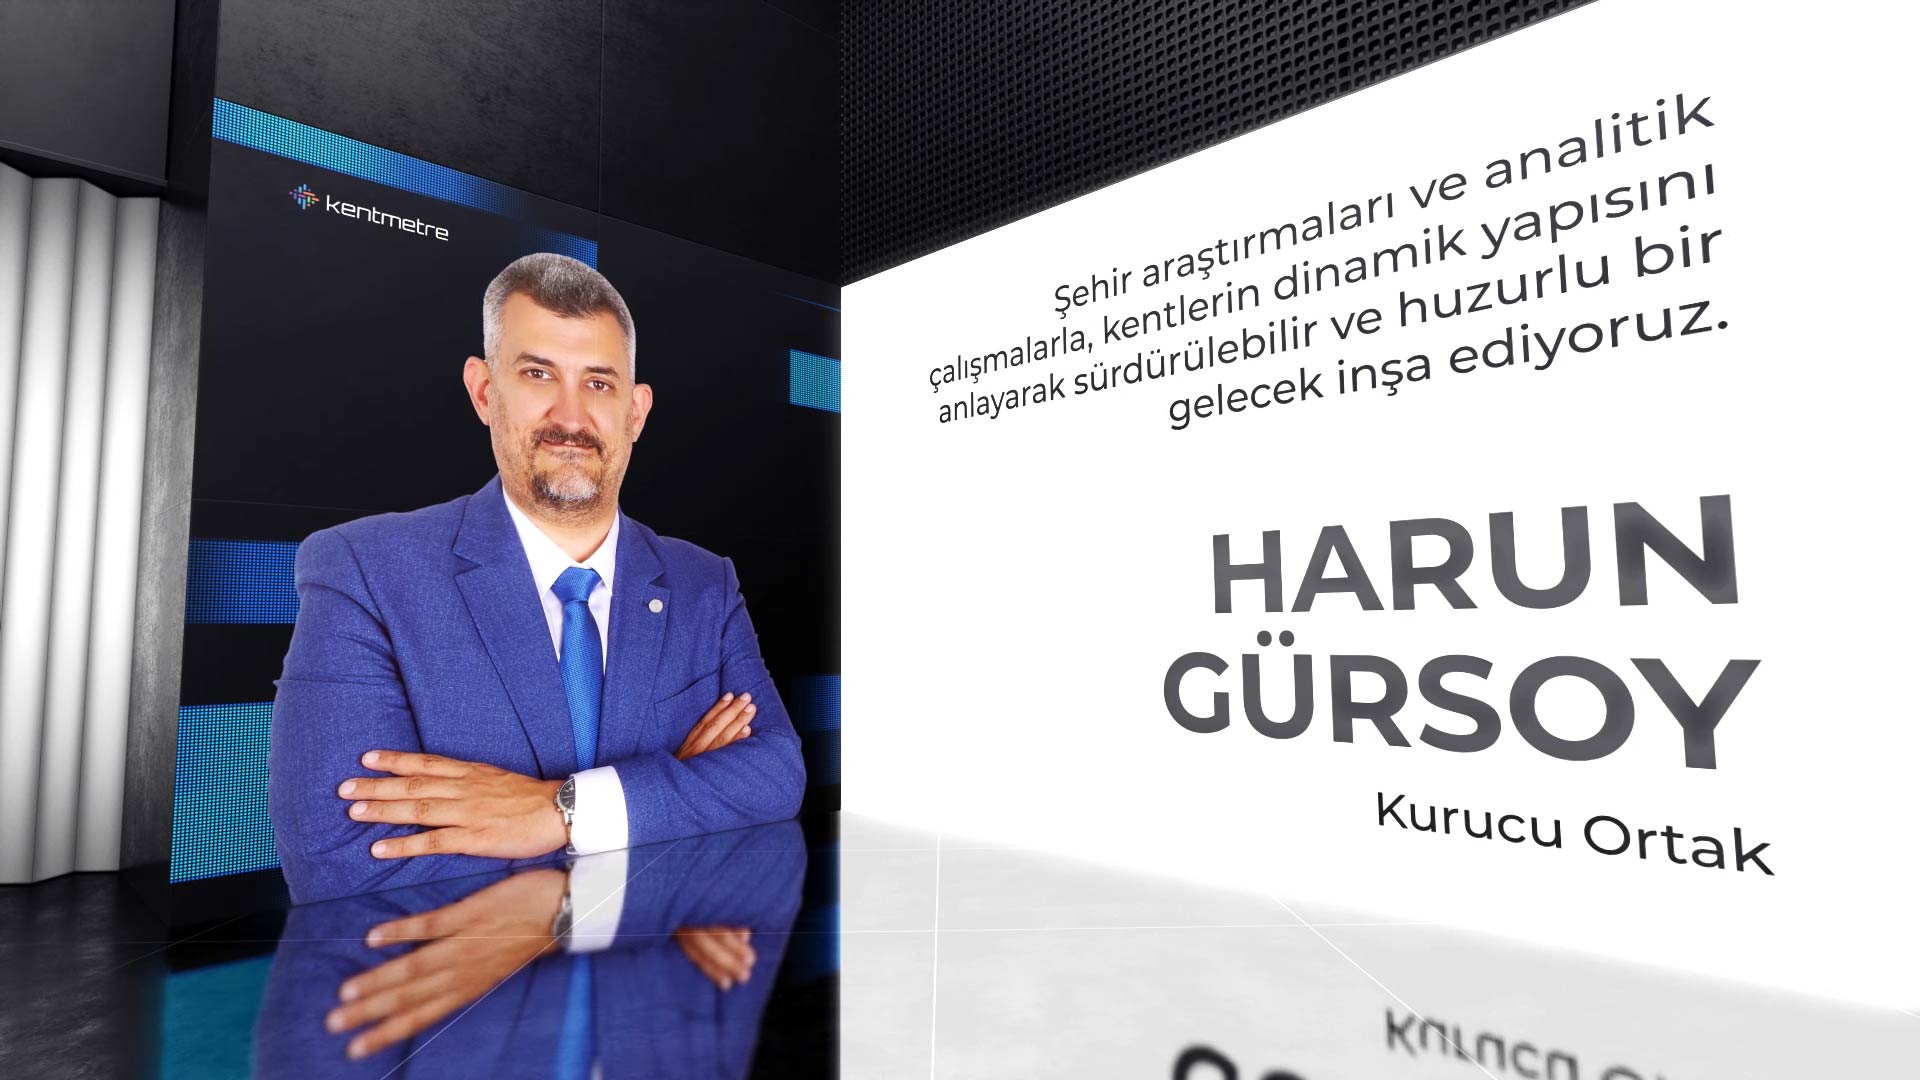 kentmetre
Şehir araştırmaları ve analitik
çalışmalarla, kentlerin dinamik yapısını
anlayarak sürdürülebilir ve huzurlu bir
gelecek inşa ediyoruz.
HARUN
GÜRSOY
Kurucu Ortak